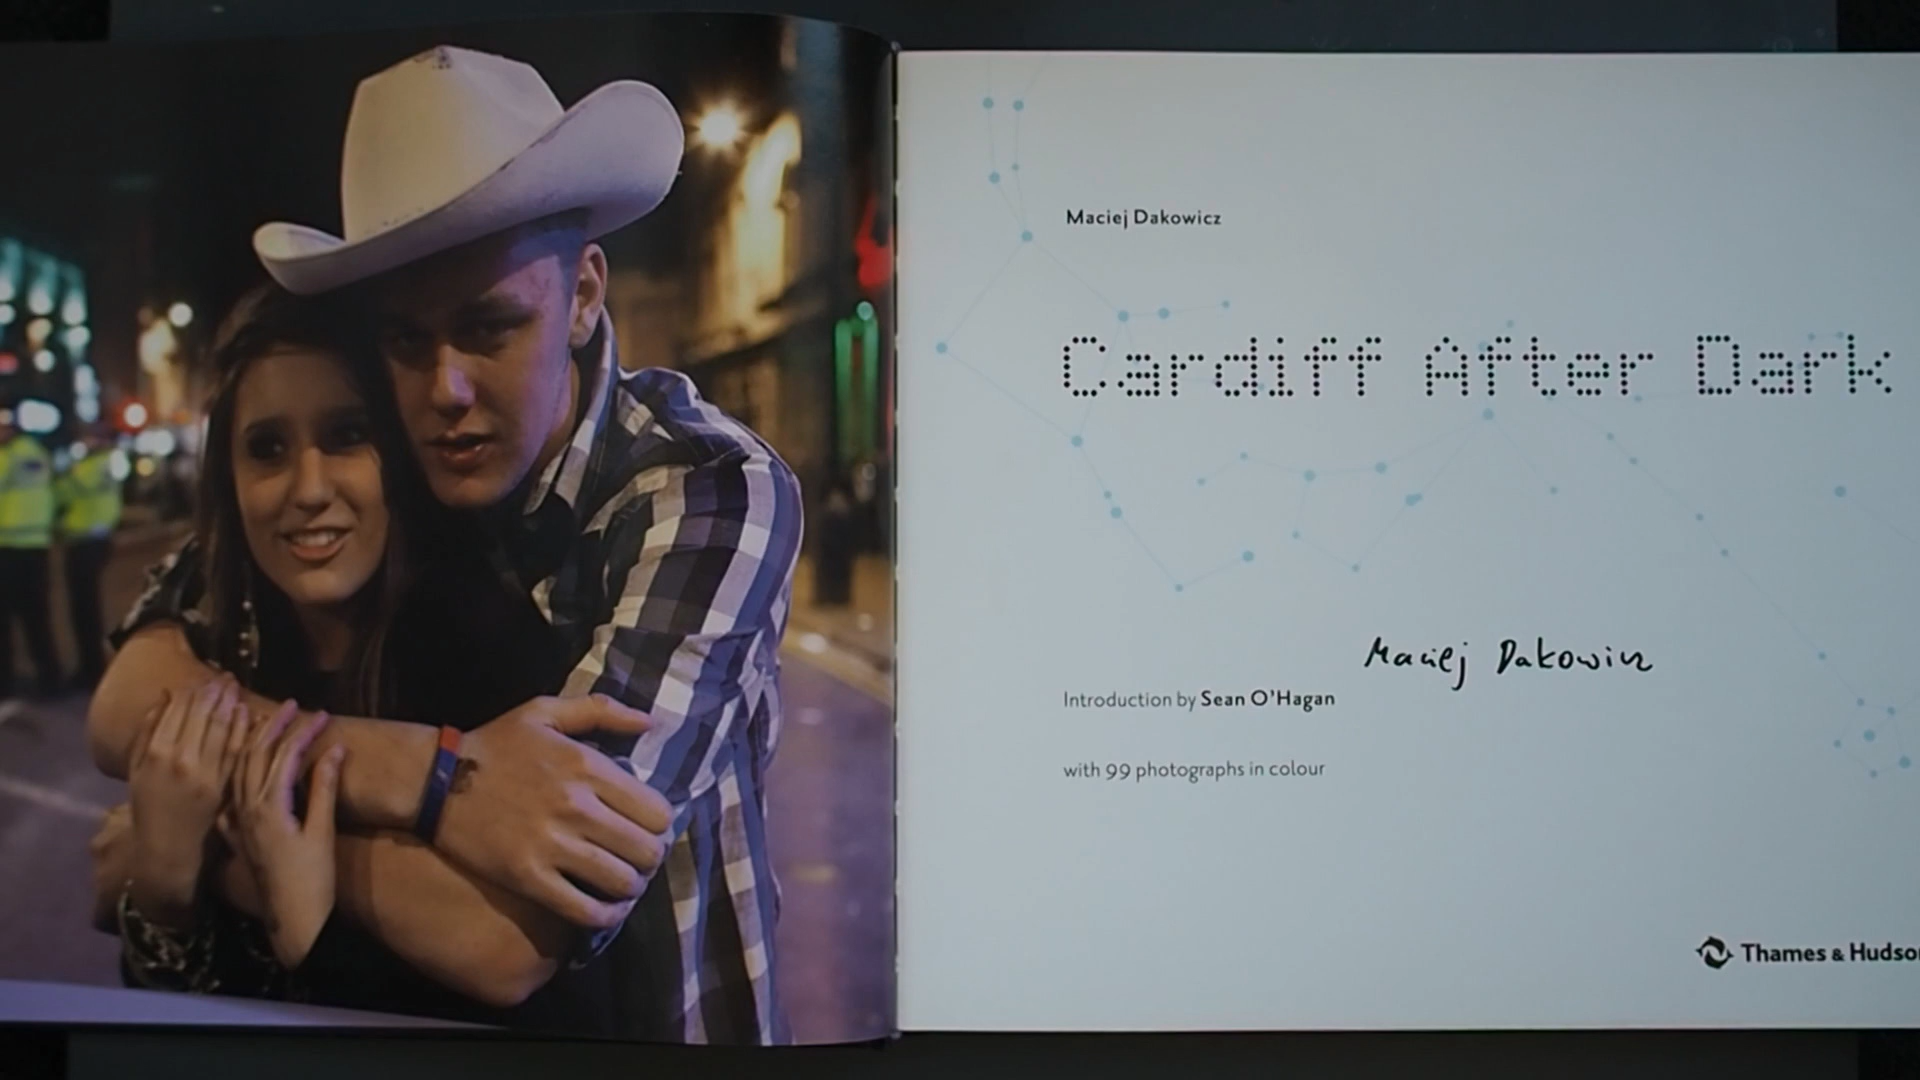 Maciej Dakowicz
Cardiff After Dark
Maciej Dakowicz
Introduction by Sean O'Hagan
with 99 photographs in colour
Thames & Hudson